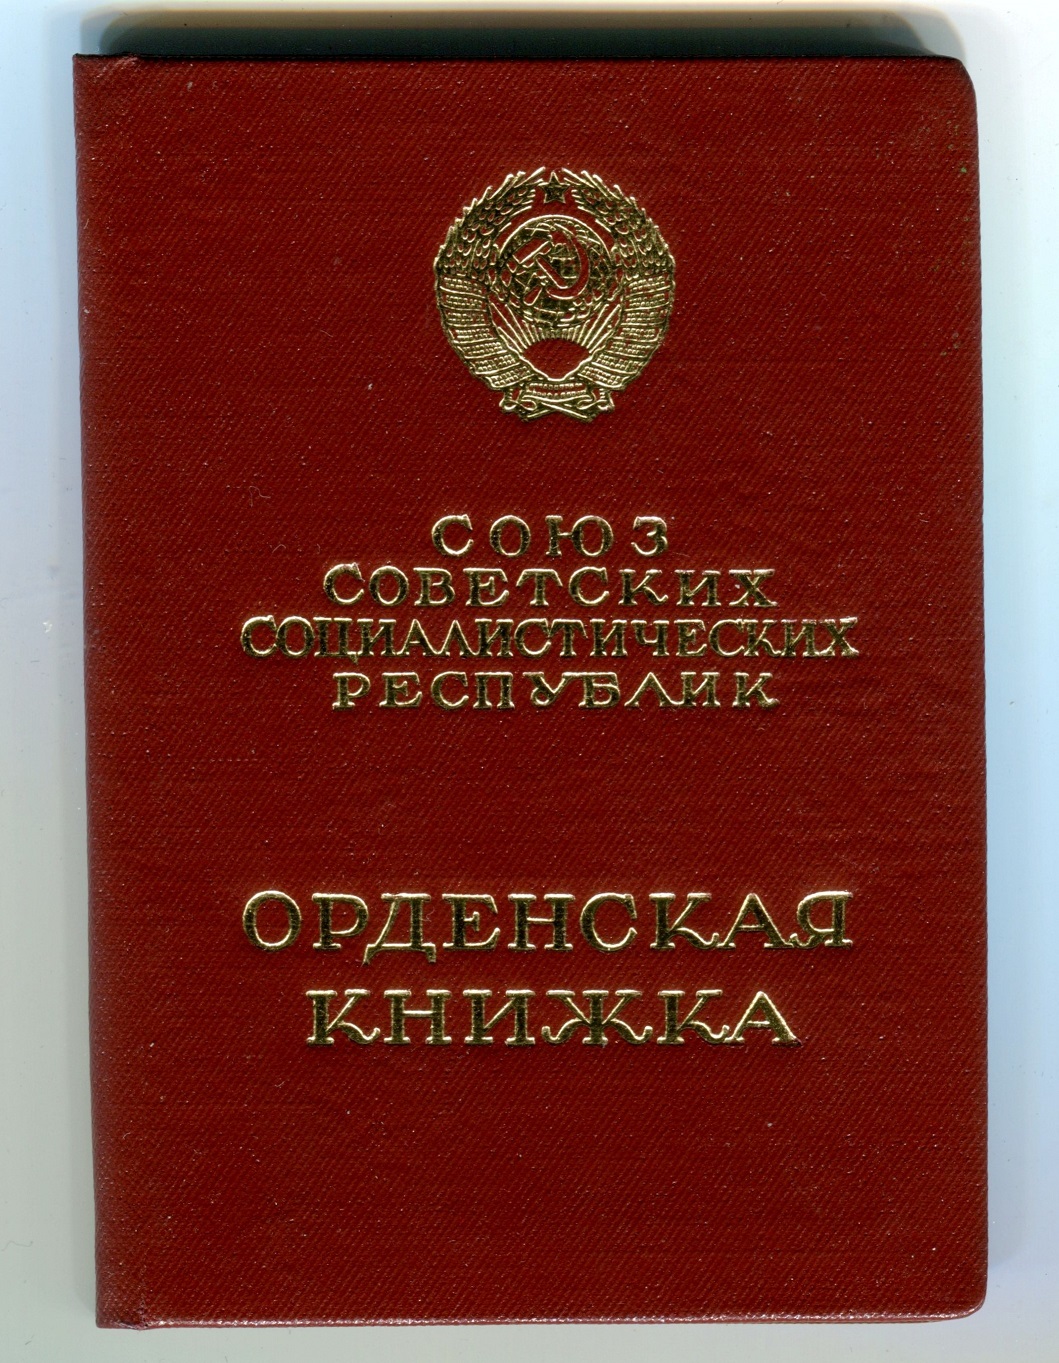 СОЮЗ
СОВЕТСКИХ
СОЦИАЛИСТИЧЕСКИХ
РЕСПУБЛИК
ОРДЕНСКАЯ
КНИЖКА